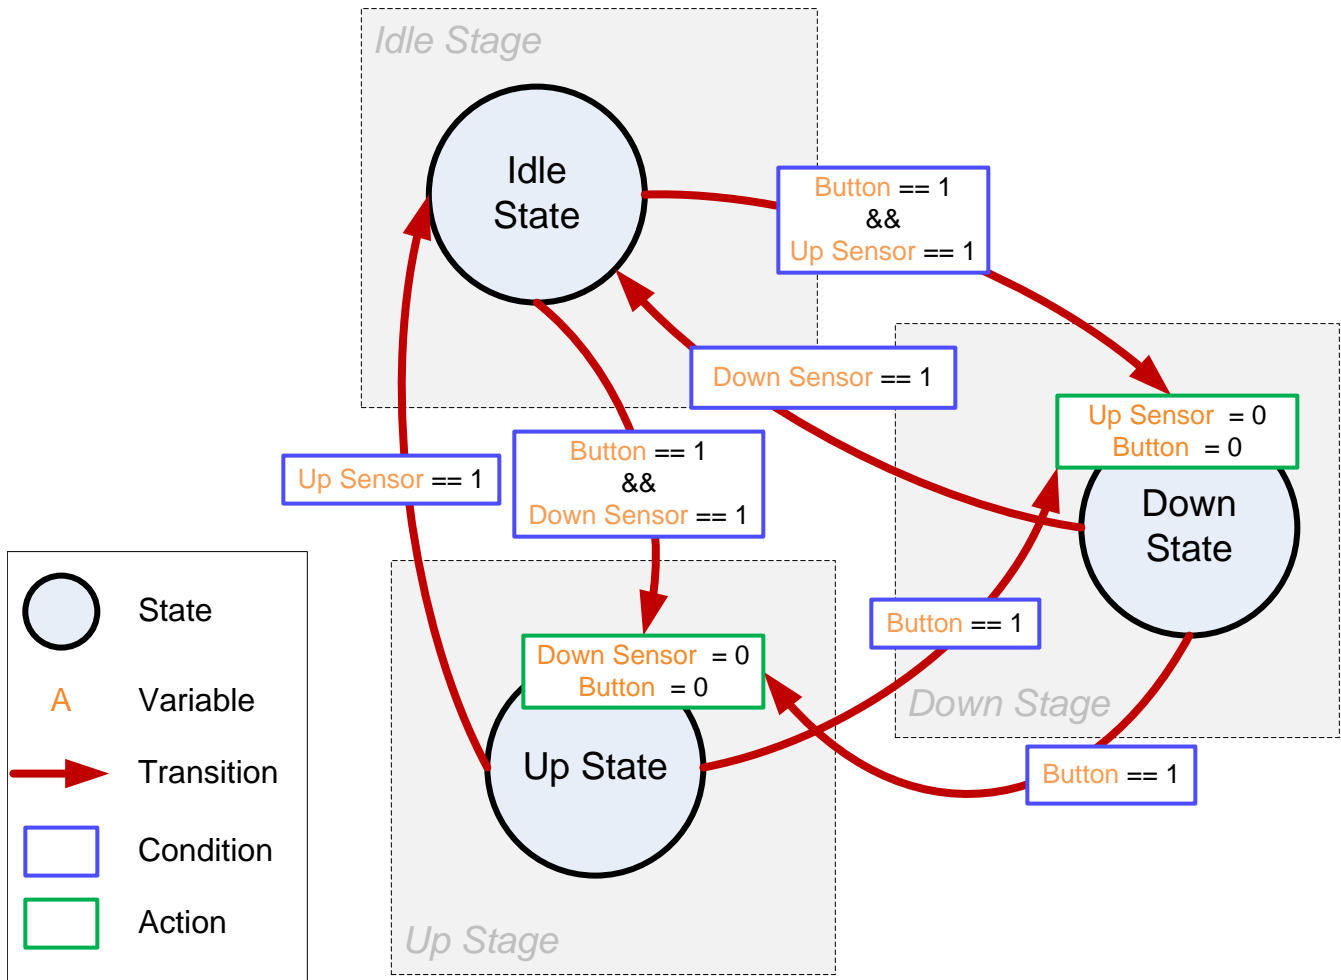 Idle Stage
Idle
State
Button == 1
&&
Up Sensor == 1
Down Sensor == 1
Up Sensor = 0
Button = 0
Button == 1
&&
Down Sensor == 1
Up Sensor == 1
Down
State
Button == 1
Down Stage
Down Sensor = 0
Button = 0
Up State
Button == 1
Up Stage
State
A Variable
Transition
Condition
Action